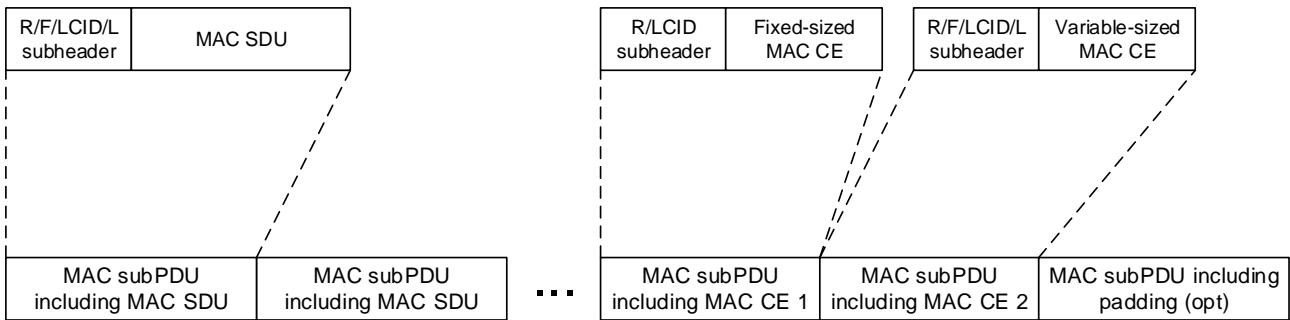 R/F/LCID/L
subheader
MAC SDU
R/LCID
subheader
Fixed-sized
MAC CE
R/F/LCID/L
subheader
Variable-sized
MAC CE
MAC subPDU
including MAC SDU
MAC subPDU
including MAC SDU
...
MAC subPDU
including MAC CE 1
MAC subPDU
including MAC CE 2
MAC subPDU including
padding (opt)